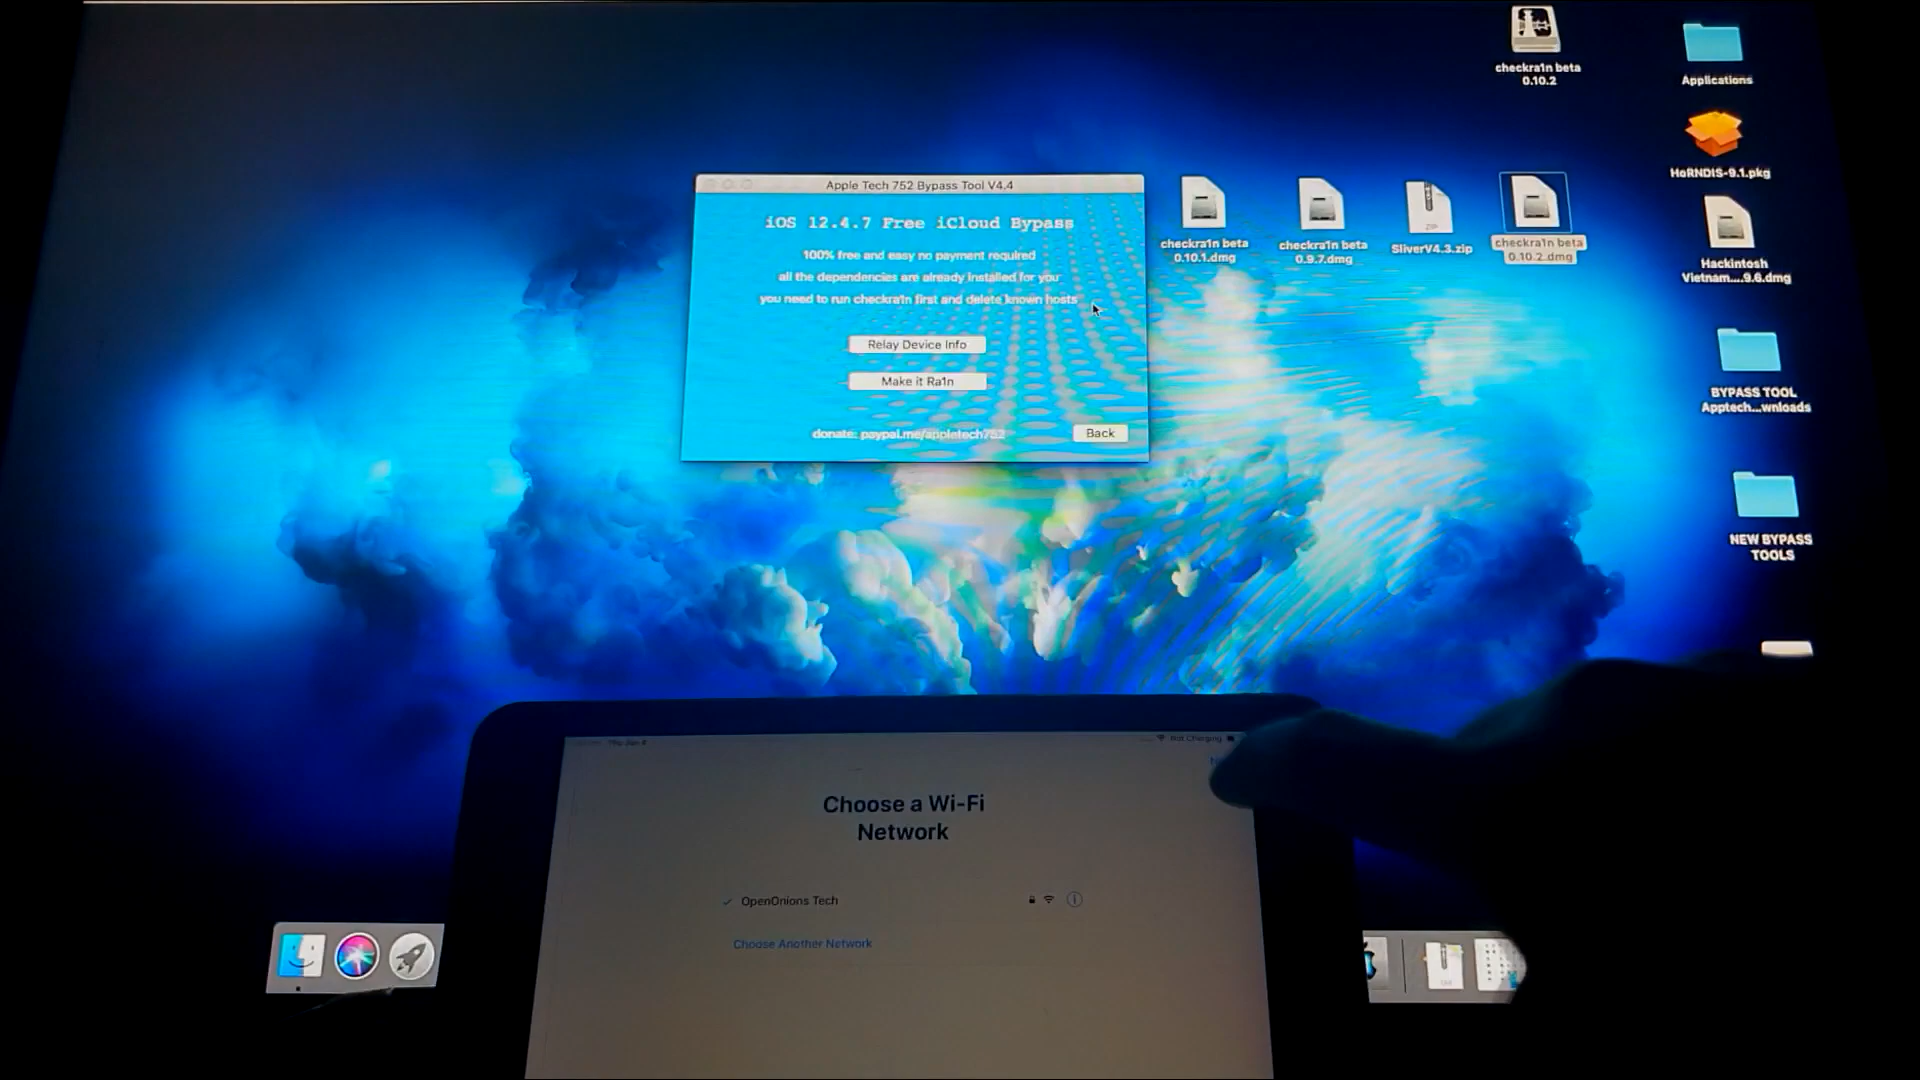 checkra1n beta
0.10.2
Applications
HoRNDIS-9.1.pkg
Apple Tech 752 Bypass Tool V4.4
iOS 12.4.7 Free iCloud Bypass
100% free and easy no payment required
all the dependencies are already installed for you
you need to run checkra1n first and delete known hosts
Relay Device Info
Make it Ra1n
donate: paypal.me/appletech752
Back
checkra1n beta
0.10.1.dmg
checkra1n beta
0.9.7.dmg
ZIP
SliverV4.3.zip
checkra1n beta
0.10.2.dmg
Hackintosh
Vietnam....9.6.dmg
BYPASS TOOL
Apptech...wnloads
NEW BYPASS
TOOLS
Not Charging
Choose a Wi-Fi
Network
OpenOnions Tech
Choose Another Network